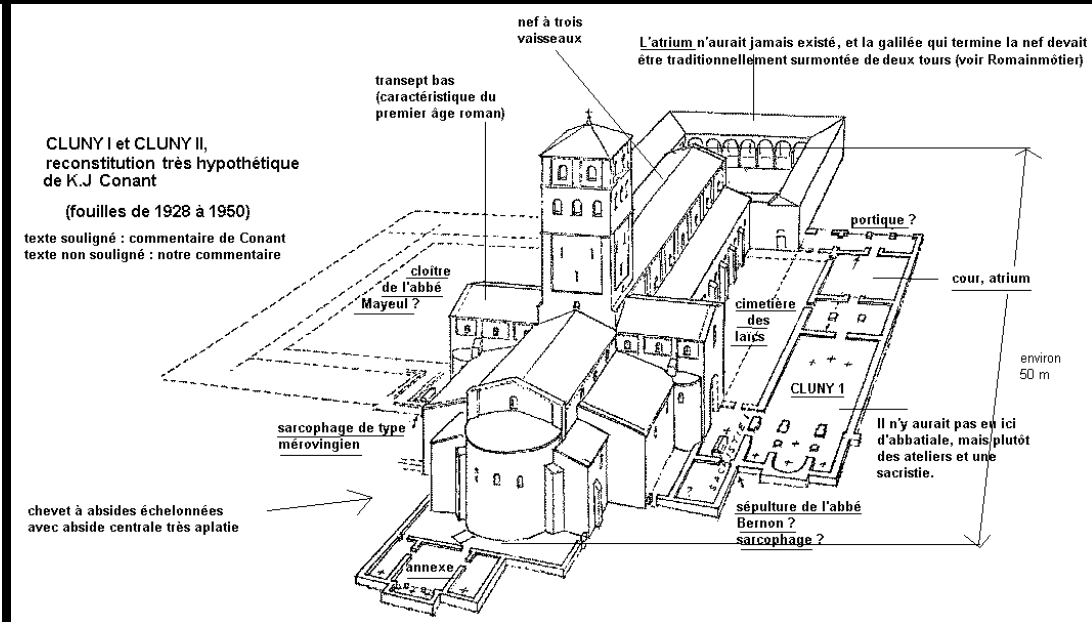 nef à trois
vaisseaux
L'atrium n'aurait jamais existé, et la galilée qui termine la nef devait
être traditionnellement surmontée de deux tours (voir Romainmôtier)
transept bas
(caractéristique du
premier âge roman)
CLUNY I et CLUNY II,
reconstitution très hypothétique
de K.J Conant
(fouilles de 1928 à 1950)
texte souligné : commentaire de Conant
texte non souligné : notre commentaire
portique ?
cloître
de l'abbé
Mayeul ?
cour, atrium
cimetière
des
laïcs
environ
50 m
CLUNY 1
sarcophage de type
mérovingien
Il n'y aurait pas eu ici
d'abbatiale, mais plutôt
des ateliers et une
sacristie.
SACRISTIE
chevet à absides échelonnées
avec abside centrale très aplatie
sépulture de l'abbé
Bernon ?
sarcophage ?
annexe